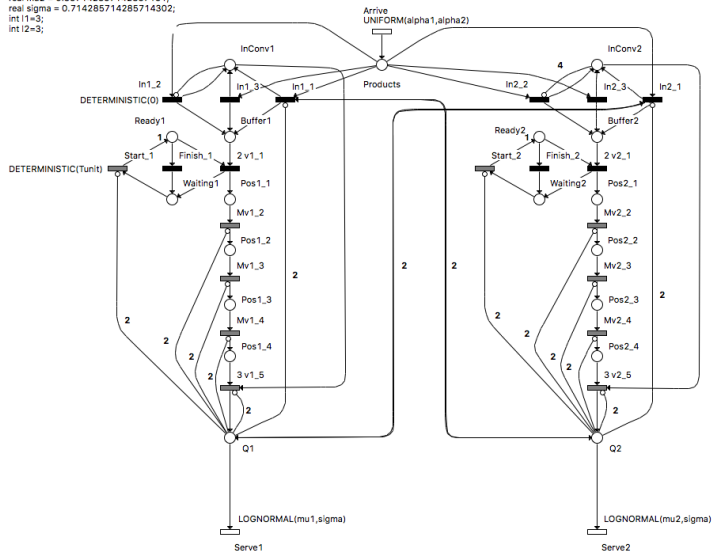 real sigma = 0.714285714285714302;
int l1=3;
int l2=3;
Arrive
UNIFORM(alpha1,alpha2)
InConv1
InConv2
4
Products
In1_2
In1_3
In1_1
In2_2
In2_3
In2_1
DETERMINISTIC(0)
Ready1
Buffer1
Ready2
Buffer2
1
1
Start_1
Finish_1
2 v1_1
Start_2
Finish_2
2 v2_1
DETERMINISTIC(Tunit)
Waiting1
Pos1_1
Waiting2
Pos2_1
Mv1_2
Mv2_2
Pos1_2
Pos2_2
Mv1_3
Mv2_3
2
2
2
2
Pos1_3
Pos2_3
Mv1_4
Mv2_4
2
2
2
2
Pos1_4
Pos2_4
2
2
2
2
3 v1_5
3 v2_5
2
2
Q1
Q2
LOGNORMAL(mu1,sigma)
LOGNORMAL(mu2,sigma)
Serve1
Serve2